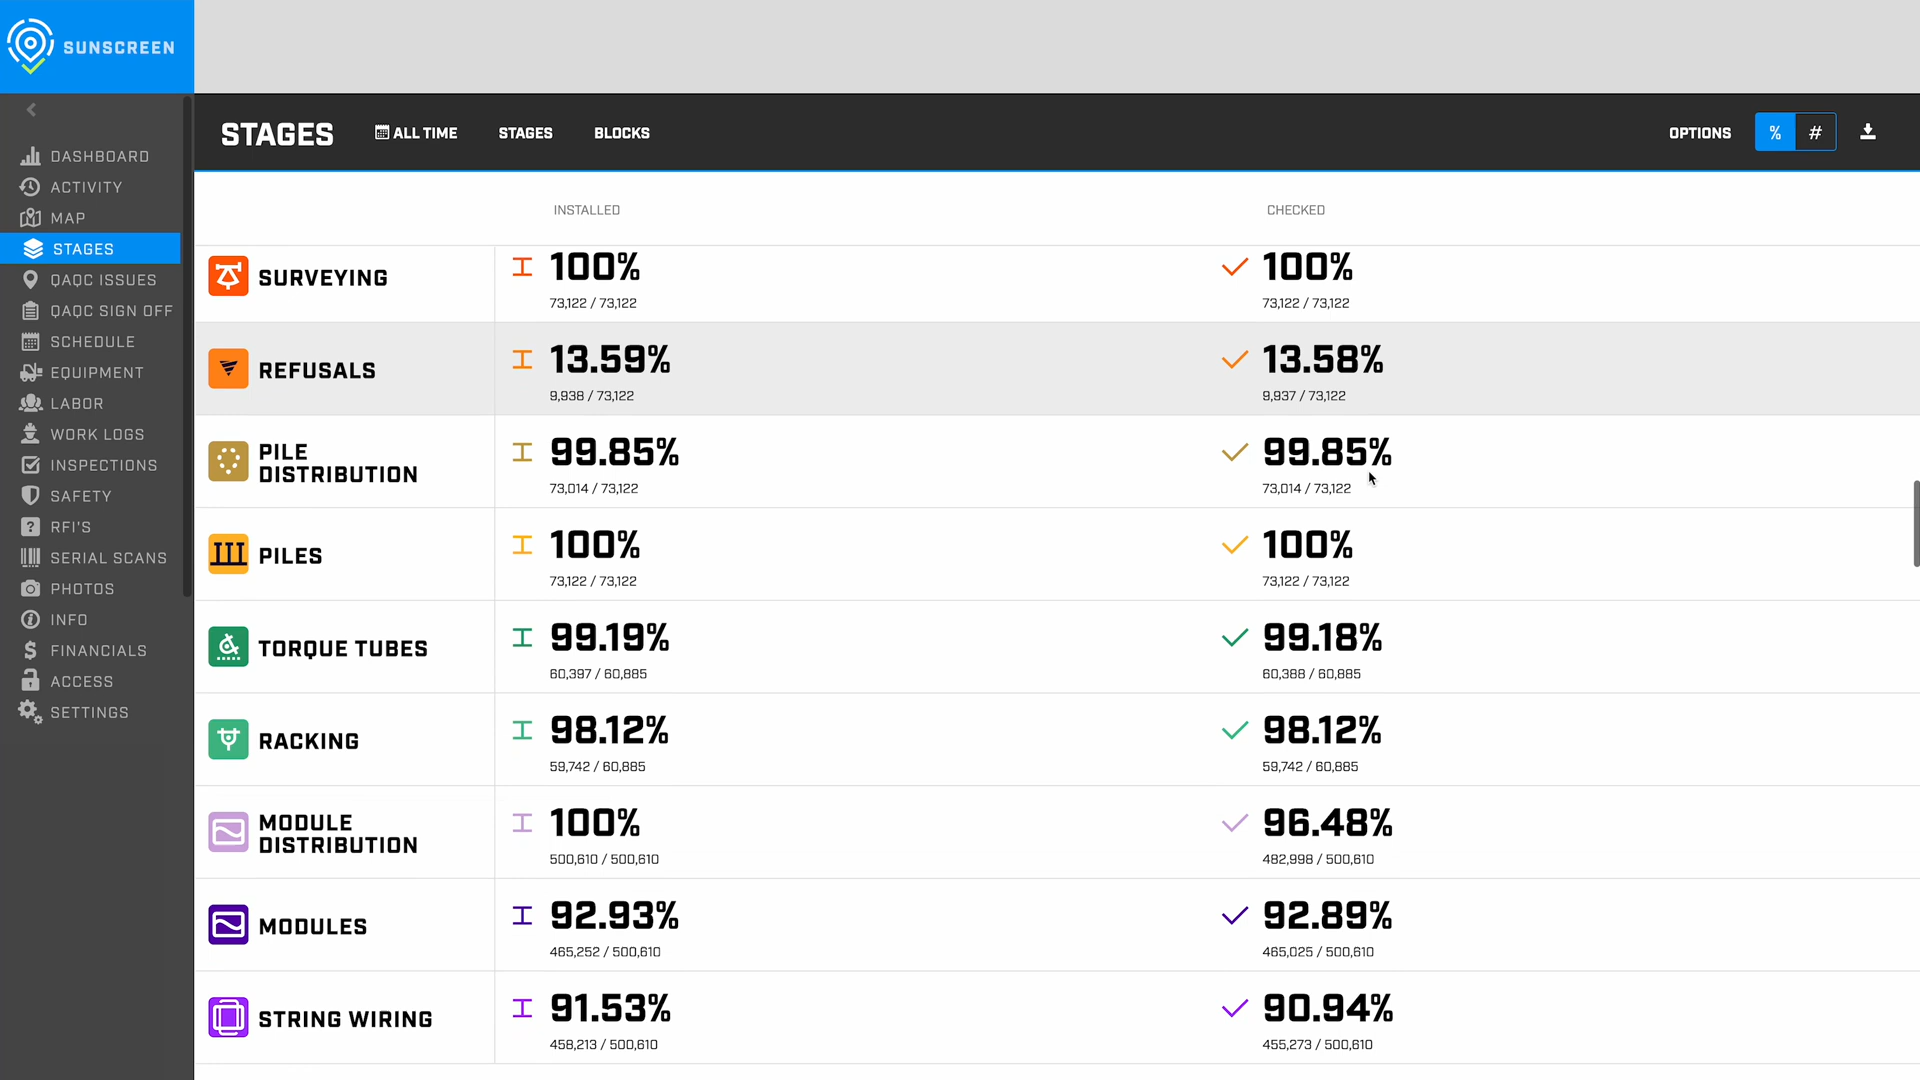 SUNSCREEN
DASHBOARD
ACTIVITY
MAP
STAGES
QAQC ISSUES
QAQC SIGN OFF
SCHEDULE
EQUIPMENT
LABOR
WORK LOGS
INSPECTIONS
SAFETY
RFI'S
SERIAL SCANS
PHOTOS
INFO
FINANCIALS
ACCESS
SETTINGS
STAGES ALL TIME STAGES BLOCKS OPTIONS % #
INSTALLED CHECKED
SURVEYING 100% 100%
73,122 / 73,122 73,122 / 73,122
REFUSALS 13.59% 13.58%
9,938 / 73,122 9,937 / 73,122
PILE
DISTRIBUTION 99.85% 99.85%
73,014 / 73,122 73,014 / 73,122
PILES 100% 100%
73,122 / 73,122 73,122 / 73,122
TORQUE TUBES 99.19% 99.18%
60,397 / 60,885 60,388 / 60,885
RACKING 98.12% 98.12%
59,742 / 60,885 59,742 / 60,885
MODULE
DISTRIBUTION 100% 96.48%
500,610 / 500,610 482,998 / 500,610
MODULES 92.93% 92.89%
465,252 / 500,610 465,025 / 500,610
STRING WIRING 91.53% 90.94%
458,213 / 500,610 455,273 / 500,610